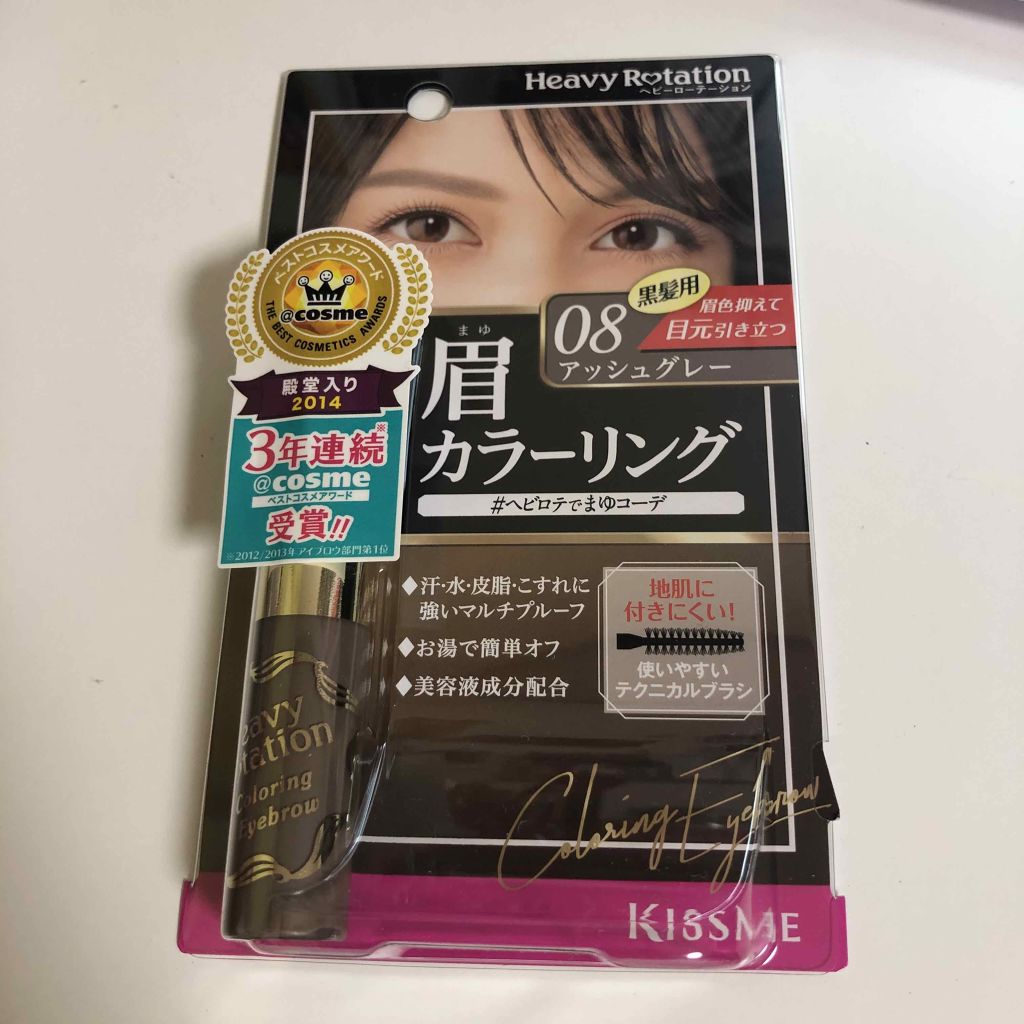 Heavy Rotation
ヘビーローテーション
ベストコスメアワード
@cosme
THE BEST COSMETICS AWARDS
殿堂入り
2014
3年連続※
@cosme
ベストコスメアワード
受賞!!
※2012/2013年アイブロウ部門第1位
黒髪用
08
アッシュグレー
眉色抑えて
目元引き立つ
まゆ
眉
カラーリング
#ヘビロテでまゆコーデ
◆汗・水・皮脂・こすれに
強いマルチプルーフ
◆お湯で簡単オフ
◆美容液成分配合
地肌に
付きにくい!
使いやすい
テクニカルブラシ
eavy
tation
Coloring
Eyebrow
Coloring Eyebrow
KISSME